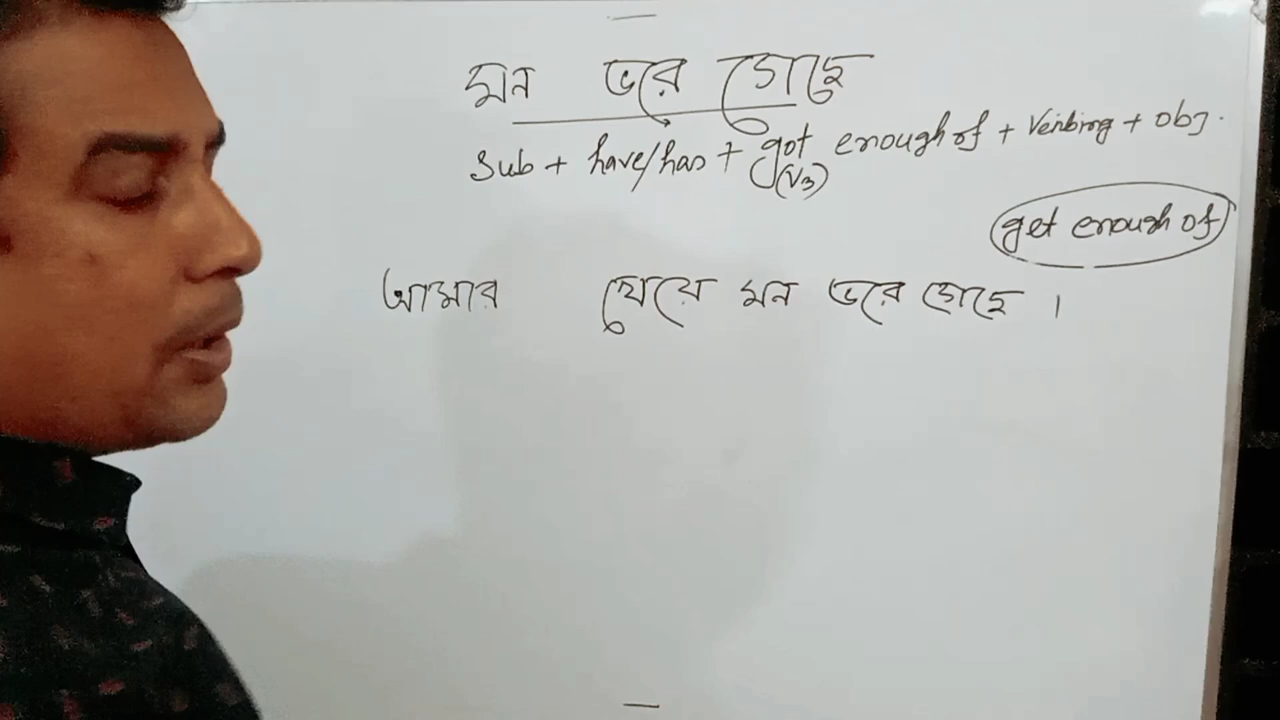 মন ভরে গেছে
Sub + have/has + got enough of + Verbing + obj.
(V3)
get enough of
আমার খেয়ে মন ভরে গেছে ।